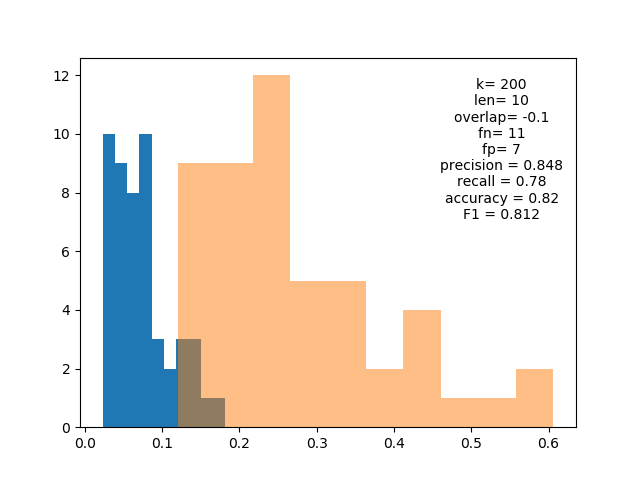 12
10
8
6
4
2
0
0.0 0.1 0.2 0.3 0.4 0.5 0.6
k= 200
len= 10
overlap= -0.1
fn= 11
fp= 7
precision = 0.848
recall = 0.78
accuracy = 0.82
F1 = 0.812